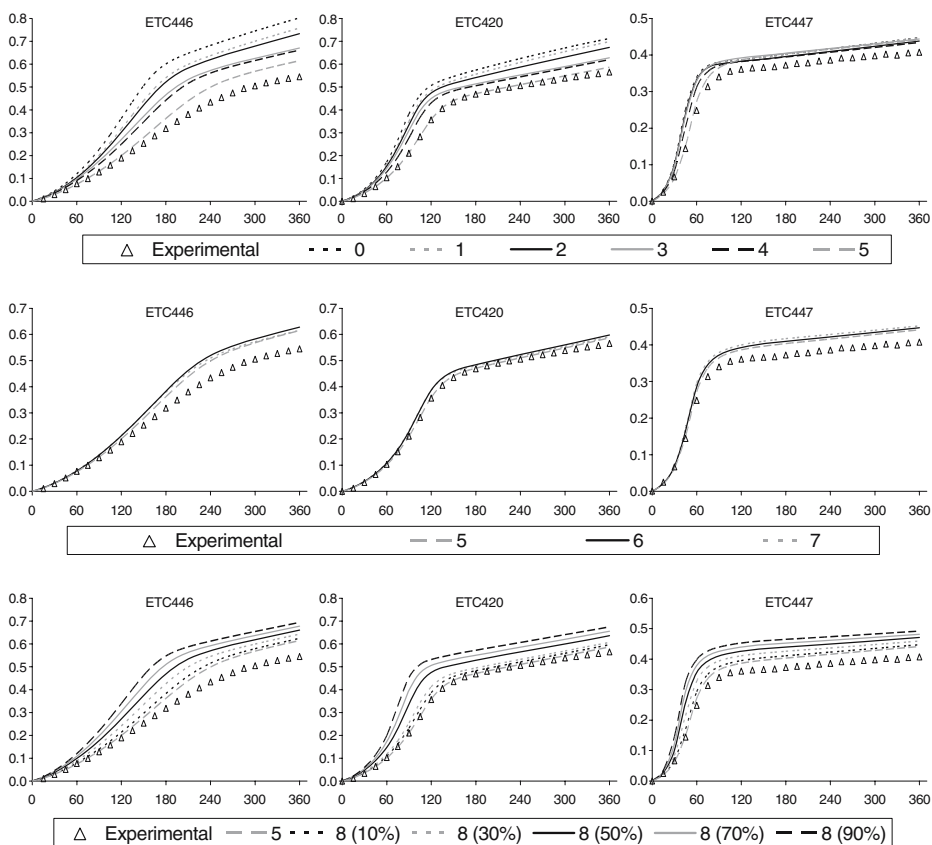 ETC446 ETC420 ETC447
0.8 0.8 0.5
0.7 0.7
0.6 0.6 0.4
0.5 0.5 0.3
0.4 0.4
0.3 0.3 0.2
0.2 0.2 0.1
0.1 0.1
0.0 0.0 0.0
0 60 120 180 240 300 360 0 60 120 180 240 300 360 0 60 120 180 240 300 360
Experimental 0 1 2 3 4 5
ETC446 ETC420 ETC447
0.7 0.7 0.5
0.6 0.6
0.5 0.5 0.4
0.4 0.4 0.3
0.3 0.3 0.2
0.2 0.2
0.1 0.1 0.1
0.0 0.0 0.0
0 60 120 180 240 300 360 0 60 120 180 240 300 360 0 60 120 180 240 300 360
Experimental 5 6 7
ETC446 ETC420 ETC447
0.8 0.8 0.6
0.7 0.7
0.6 0.6 0.5
0.5 0.5 0.4
0.4 0.4 0.3
0.3 0.3 0.2
0.2 0.2
0.1 0.1 0.1
0.0 0.0 0.0
0 60 120 180 240 300 360 0 60 120 180 240 300 360 0 60 120 180 240 300 360
Experimental 5 8 (10%) 8 (30%) 8 (50%) 8 (70%) 8 (90%)